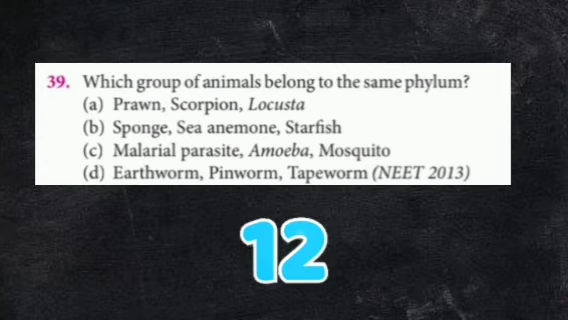 39. Which group of animals belong to the same phylum?
(a) Prawn, Scorpion, Locusta
(b) Sponge, Sea anemone, Starfish
(c) Malarial parasite, Amoeba, Mosquito
(d) Earthworm, Pinworm, Tapeworm (NEET 2013)
12